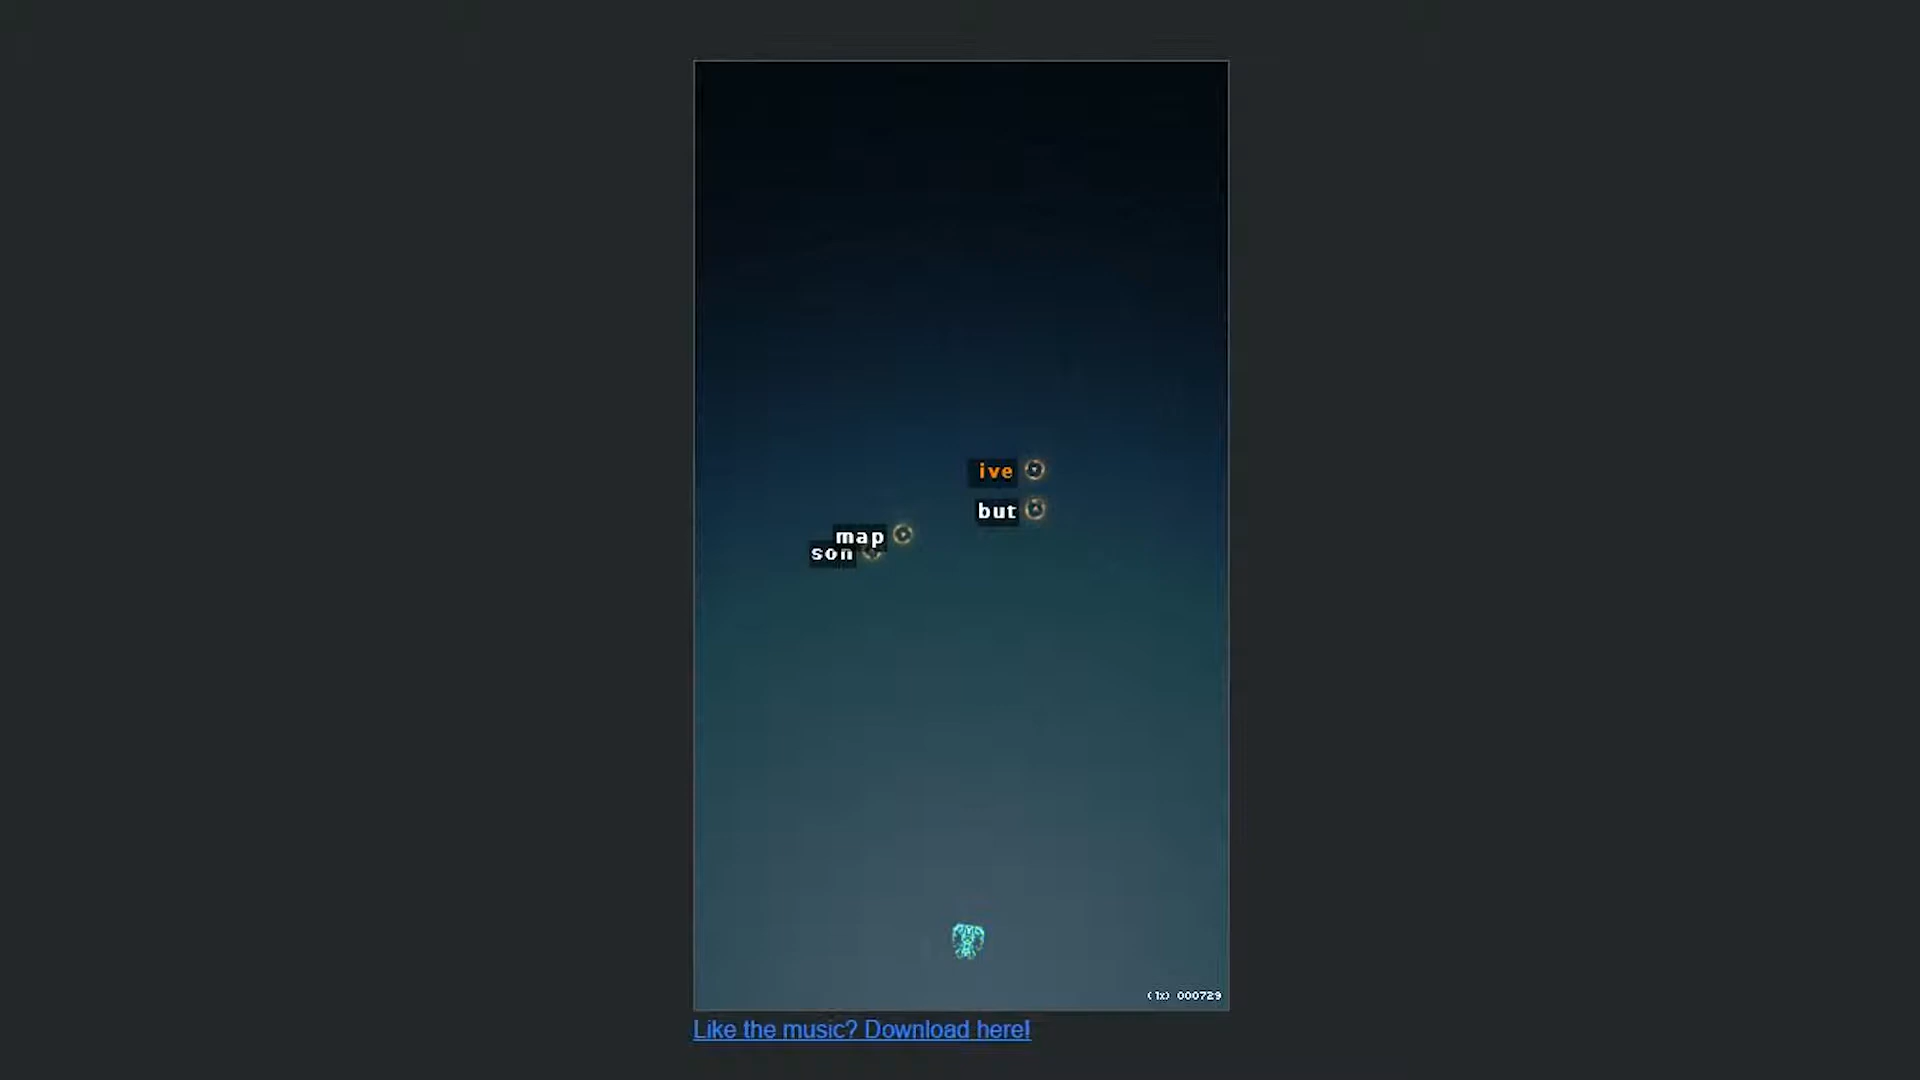 ive
but
map
son
(1x) 000729
Like the music? Download here!